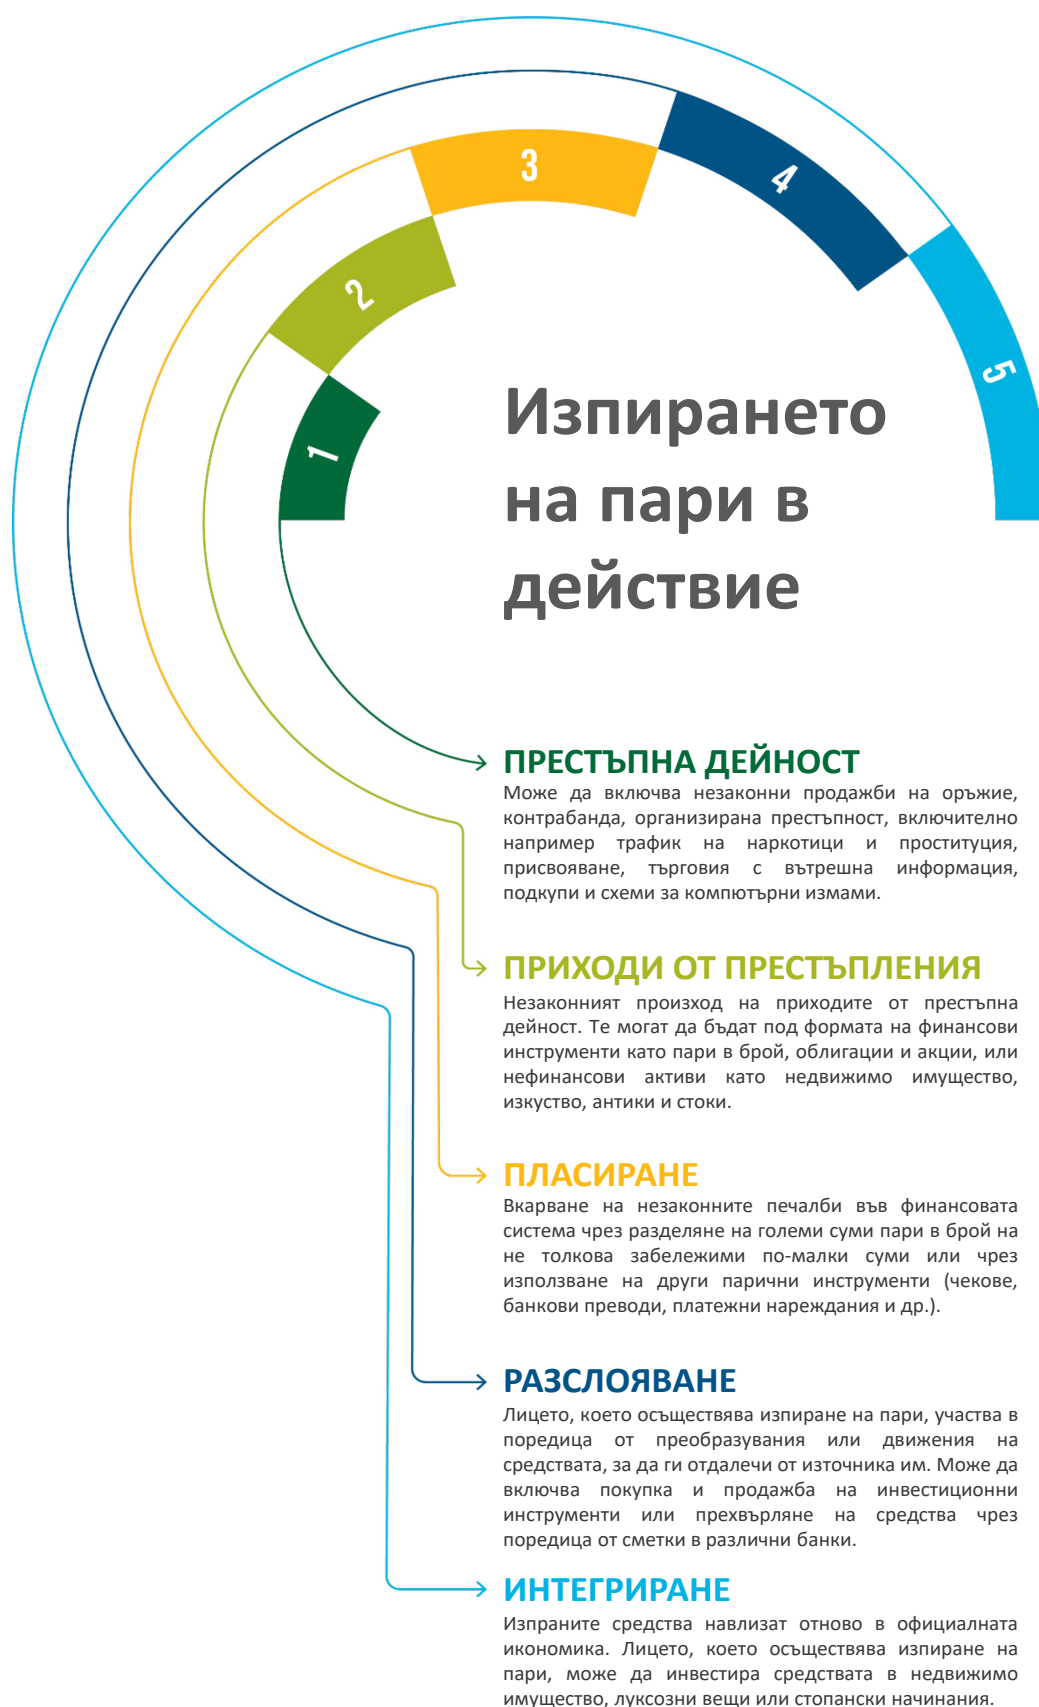 3
4
2
5
1
Изпирането
на пари в
действие
ПРЕСТЪПНА ДЕЙНОСТ
Може да включва незаконни продажби на оръжие,
контрабанда, организирана престъпност, включително
например трафик на наркотици и проституция,
присвояване, търговия с вътрешна информация,
подкупи и схеми за компютърни измами.
ПРИХОДИ ОТ ПРЕСТЪПЛЕНИЯ
Незаконният произход на приходите от престъпна
дейност. Те могат да бъдат под формата на финансови
инструменти като пари в брой, облигации и акции, или
нефинансови активи като недвижимо имущество,
изкуство, антики и стоки.
ПЛАСИРАНЕ
Вкарване на незаконните печалби във финансовата
система чрез разделяне на големи суми пари в брой на
не толкова забележими по-малки суми или чрез
използване на други парични инструменти (чекове,
банкови преводи, платежни нареждания и др.).
РАЗСЛОЯВАНЕ
Лицето, което осъществява изпиране на пари, участва в
поредица от преобразувания или движения на
средствата, за да ги отдалечи от източника им. Може да
включва покупка и продажба на инвестиционни
инструменти или прехвърляне на средства чрез
поредица от сметки в различни банки.
ИНТЕГРИРАНЕ
Изпраните средства навлизат отново в официалната
икономика. Лицето, което осъществява изпиране на
пари, може да инвестира средствата в недвижимо
имущество, луксозни вещи или стопански начинания.